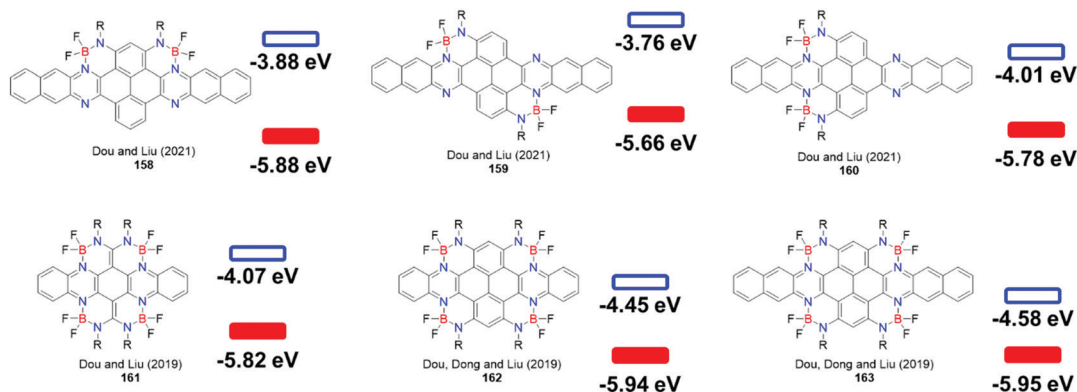 R R
F N N F
F B B F
N N
N N
-3.88 eV
-5.88 eV
Dou and Liu (2021)
158
R
F B N
F
N N
N N
B F
N F
R
-3.76 eV
-5.66 eV
Dou and Liu (2021)
159
R
F B N
F
N N
N N
F B
F N
R
-4.01 eV
-5.78 eV
Dou and Liu (2021)
160
R R
F N N F
F B B F
N N
N N
F B B F
F N N F
R R
-4.07 eV
-5.82 eV
Dou and Liu (2019)
161
R R
F N N F
F B B F
N N
N N
F B B F
F N N F
R R
-4.45 eV
-5.94 eV
Dou, Dong and Liu (2019)
162
R R
F N N F
F B B F
N N
N N
F B B F
F N N F
R R
-4.58 eV
-5.95 eV
Dou, Dong and Liu (2019)
163